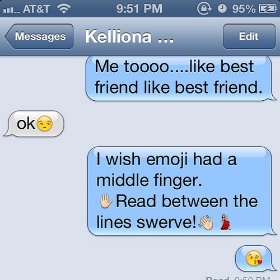 AT&T 9:51 PM 95%
Messages Kelliona ... Edit
Me toooo....like best
friend like best friend.
ok😒
I wish emoji had a
middle finger.
✋Read between the
lines swerve!👋💃
😘